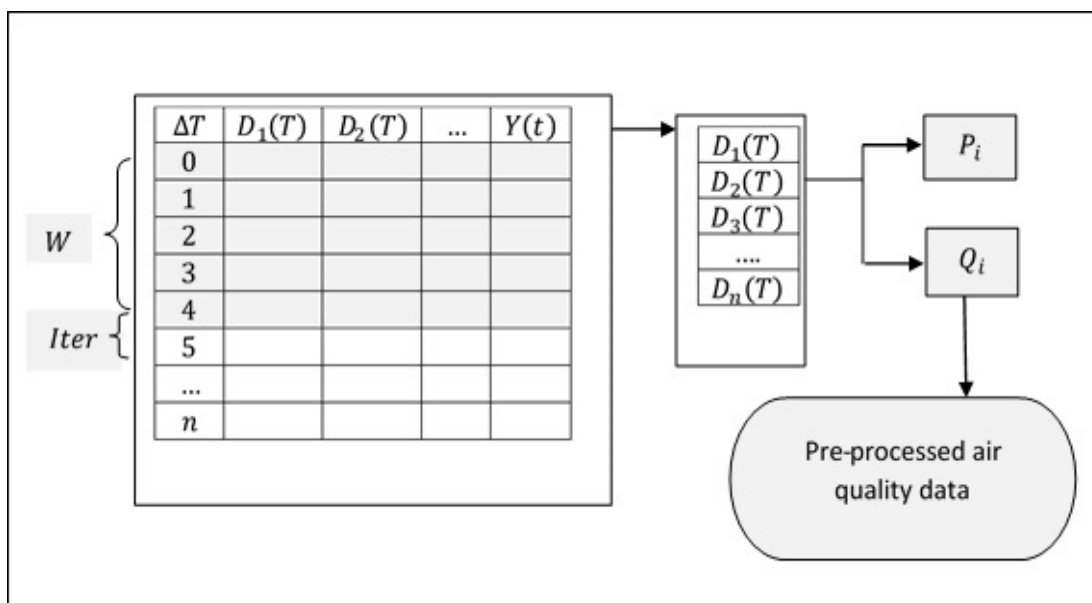 ΔT D₁(T) D₂(T) ... Y(t)
0
1
2
3
4
5
...
n
W
Iter
D₁(T)
D₂(T)
D₃(T)
....
Dₙ(T)
Pᵢ
Qᵢ
Pre-processed air
quality data